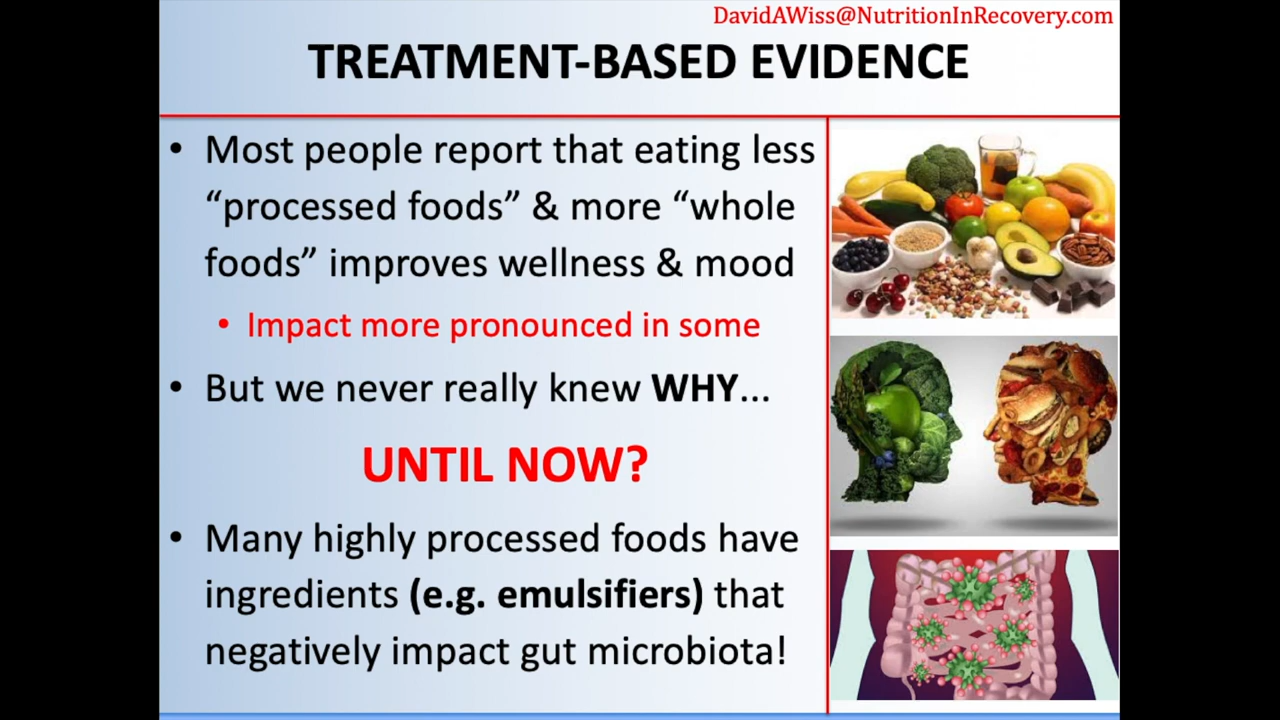 DavidAWiss@NutritionInRecovery.com
TREATMENT-BASED EVIDENCE
• Most people report that eating less
“processed foods” & more “whole
foods” improves wellness & mood
• Impact more pronounced in some
• But we never really knew WHY...
UNTIL NOW?
• Many highly processed foods have
ingredients (e.g. emulsifiers) that
negatively impact gut microbiota!